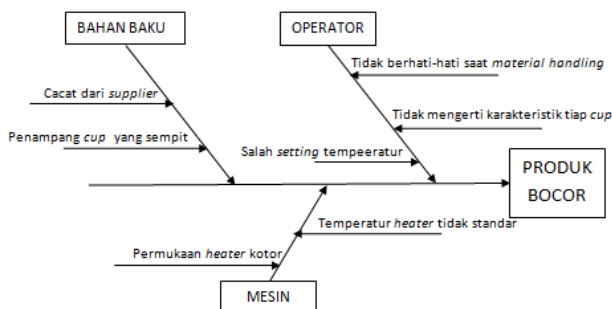 BAHAN BAKU
OPERATOR
Tidak berhati-hati saat material handling
Cacat dari supplier
Tidak mengerti karakteristik tiap cup
Penampang cup yang sempit
Salah setting tempeeratur
PRODUK
BOCOR
Temperatur heater tidak standar
Permukaan heater kotor
MESIN